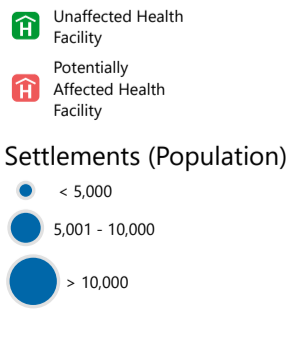 Unaffected Health
Facility
Potentially
Affected Health
Facility
Settlements (Population)
< 5,000
5,001 - 10,000
> 10,000